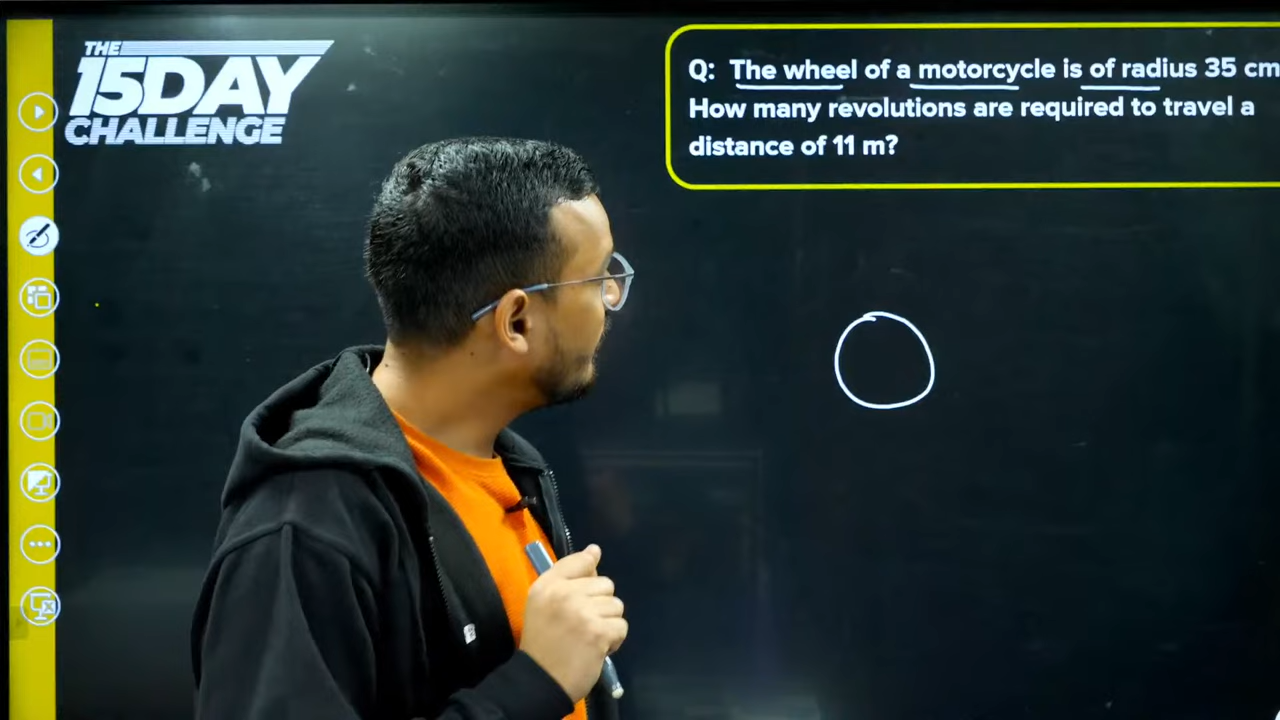 THE
15DAY
CHALLENGE
Q: The wheel of a motorcycle is of radius 35 cm
How many revolutions are required to travel a
distance of 11 m?